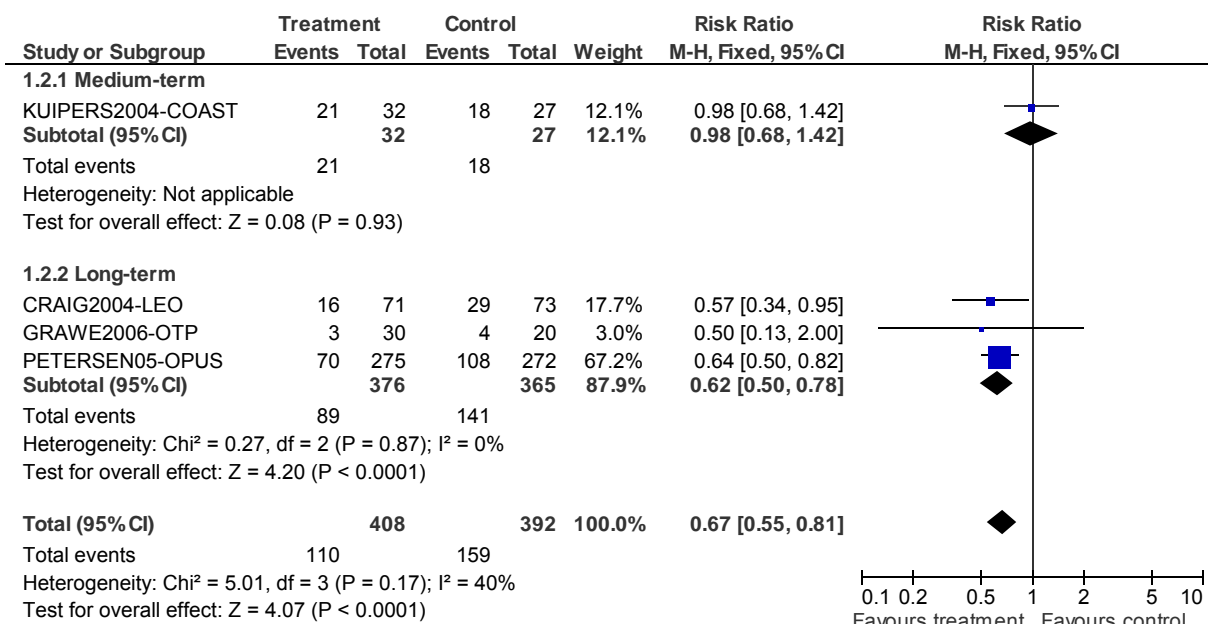 Treatment Control Risk Ratio Risk Ratio
Study or Subgroup Events Total Events Total Weight M-H, Fixed, 95% CI M-H, Fixed, 95% CI
1.2.1 Medium-term
KUIPERS2004-COAST 21 32 18 27 12.1% 0.98 [0.68, 1.42]
Subtotal (95% CI) 32 27 12.1% 0.98 [0.68, 1.42]
Total events 21 18
Heterogeneity: Not applicable
Test for overall effect: Z = 0.08 (P = 0.93)
1.2.2 Long-term
CRAIG2004-LEO 16 71 29 73 17.7% 0.57 [0.34, 0.95]
GRAWE2006-OTP 3 30 4 20 3.0% 0.50 [0.13, 2.00]
PETERSEN05-OPUS 70 275 108 272 67.2% 0.64 [0.50, 0.82]
Subtotal (95% CI) 376 365 87.9% 0.62 [0.50, 0.78]
Total events 89 141
Heterogeneity: Chi² = 0.27, df = 2 (P = 0.87); I² = 0%
Test for overall effect: Z = 4.20 (P < 0.0001)
Total (95% CI) 408 392 100.0% 0.67 [0.55, 0.81]
Total events 110 159
Heterogeneity: Chi² = 5.01, df = 3 (P = 0.17); I² = 40%
Test for overall effect: Z = 4.07 (P < 0.0001)
0.1 0.2 0.5 1 2 5 10
Favours treatment Favours control